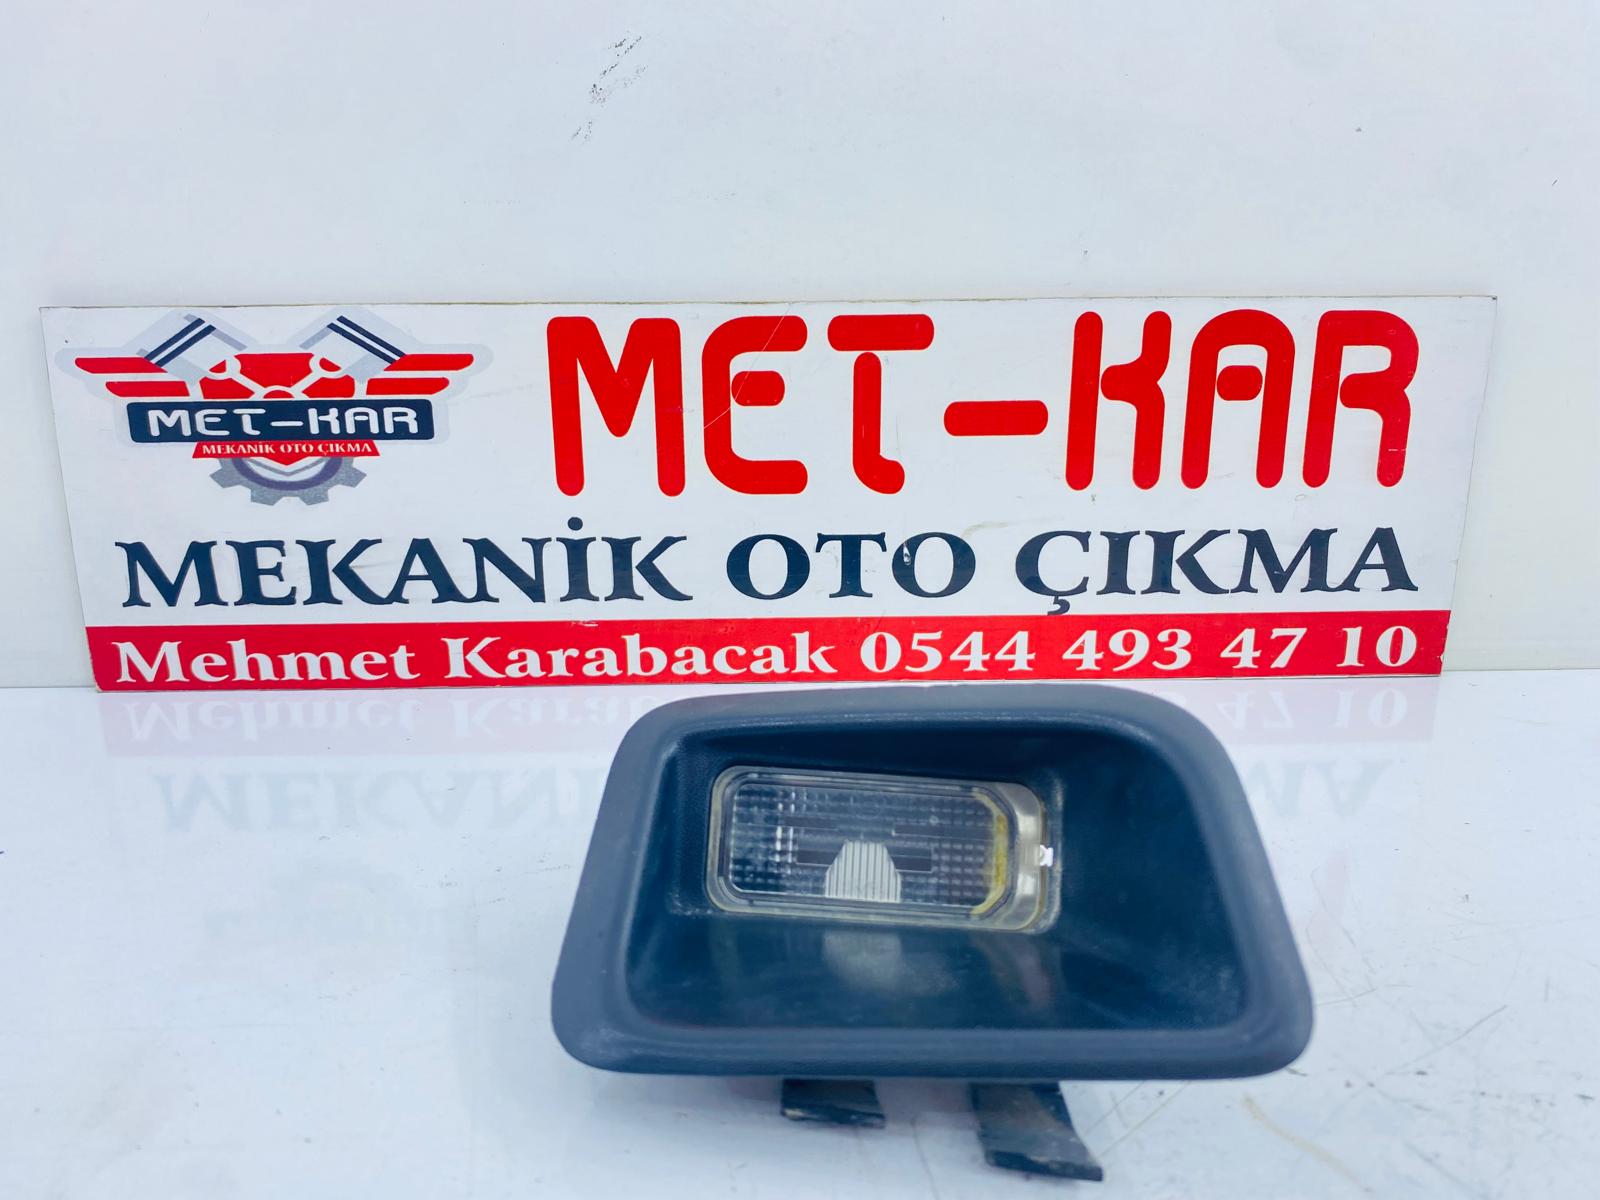 MET-KAR
MEKANİK OTO ÇIKMA
MET-KAR
MEKANİK OTO ÇIKMA
Mehmet Karabacak 0544 493 47 10